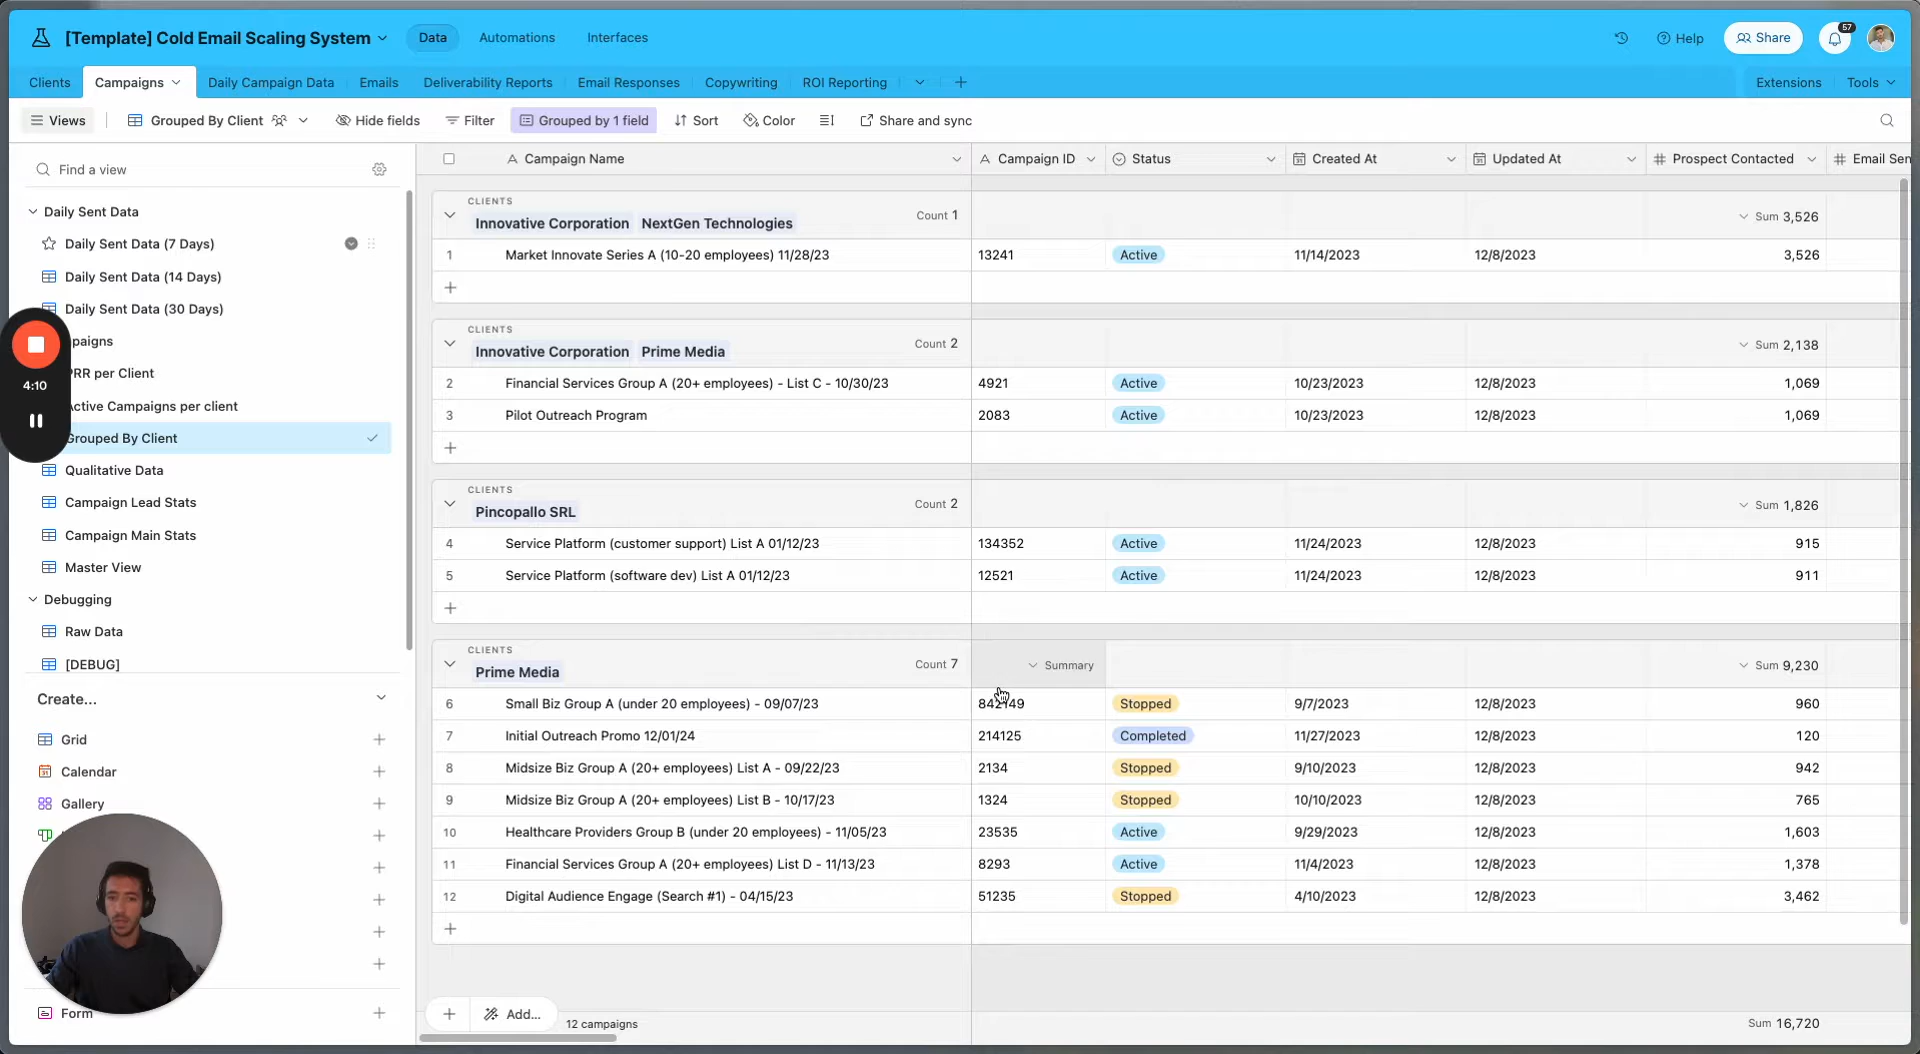 [Template] Cold Email Scaling System
Data
Automations
Interfaces
Help
Share
57
Clients
Campaigns
Daily Campaign Data
Emails
Deliverability Reports
Email Responses
Copywriting
ROI Reporting
Extensions
Tools
Views
Grouped By Client
Hide fields
Filter
Grouped by 1 field
Sort
Color
Share and sync
Find a view
Daily Sent Data
Daily Sent Data (7 Days)
Daily Sent Data (14 Days)
Daily Sent Data (30 Days)
paigns
RR per Client
Active Campaigns per client
Grouped By Client
Qualitative Data
Campaign Lead Stats
Campaign Main Stats
Master View
Debugging
Raw Data
[DEBUG]
Create...
Grid
Calendar
Gallery
Form
4:10
Campaign Name Campaign ID Status Created At Updated At Prospect Contacted Email Sen
CLIENTS
Innovative Corporation NextGen Technologies Count 1 Sum 3,526
1 Market Innovate Series A (10-20 employees) 11/28/23 13241 Active 11/14/2023 12/8/2023 3,526
CLIENTS
Innovative Corporation Prime Media Count 2 Sum 2,138
2 Financial Services Group A (20+ employees) - List C - 10/30/23 4921 Active 10/23/2023 12/8/2023 1,069
3 Pilot Outreach Program 2083 Active 10/23/2023 12/8/2023 1,069
CLIENTS
Pincopallo SRL Count 2 Sum 1,826
4 Service Platform (customer support) List A 01/12/23 134352 Active 11/24/2023 12/8/2023 915
5 Service Platform (software dev) List A 01/12/23 12521 Active 11/24/2023 12/8/2023 911
CLIENTS
Prime Media Count 7 Summary Sum 9,230
6 Small Biz Group A (under 20 employees) - 09/07/23 842149 Stopped 9/7/2023 12/8/2023 960
7 Initial Outreach Promo 12/01/24 214125 Completed 11/27/2023 12/8/2023 120
8 Midsize Biz Group A (20+ employees) List A - 09/22/23 2134 Stopped 9/10/2023 12/8/2023 942
9 Midsize Biz Group A (20+ employees) List B - 10/17/23 1324 Stopped 10/10/2023 12/8/2023 765
10 Healthcare Providers Group B (under 20 employees) - 11/05/23 23535 Active 9/29/2023 12/8/2023 1,603
11 Financial Services Group A (20+ employees) List D - 11/13/23 8293 Active 11/4/2023 12/8/2023 1,378
12 Digital Audience Engage (Search #1) - 04/15/23 51235 Stopped 4/10/2023 12/8/2023 3,462
Add...
12 campaigns
Sum 16,720